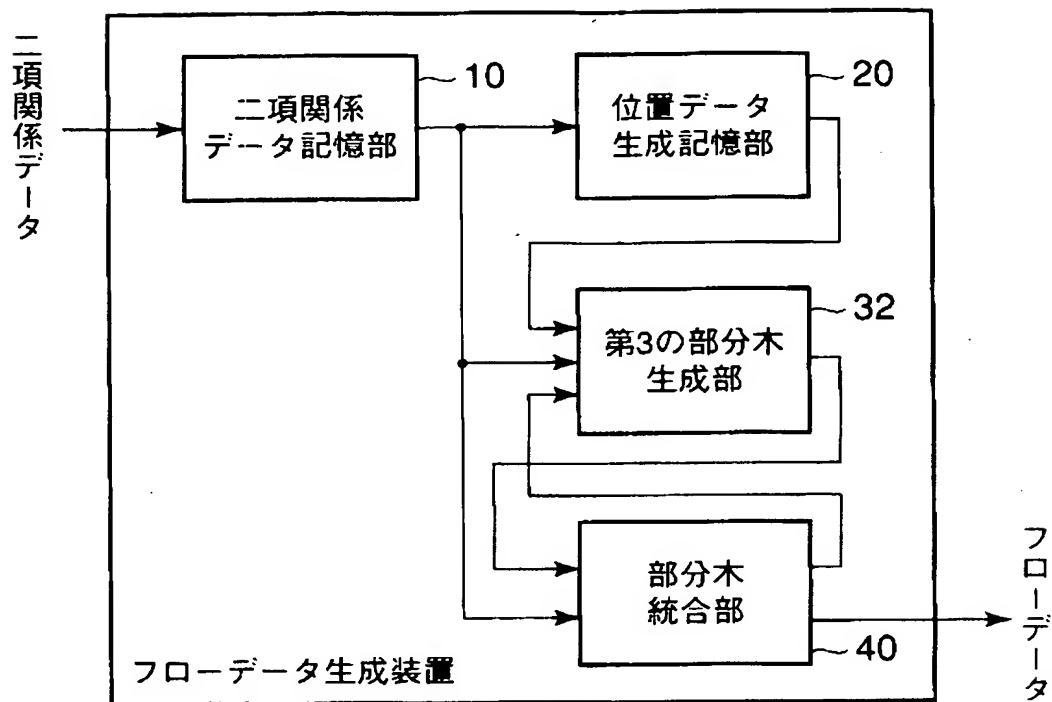 二項関係データ
二項関係
データ記憶部
10
位置データ
生成記憶部
20
第3の部分木
生成部
32
部分木
統合部
40
フローデータ
フローデータ生成装置